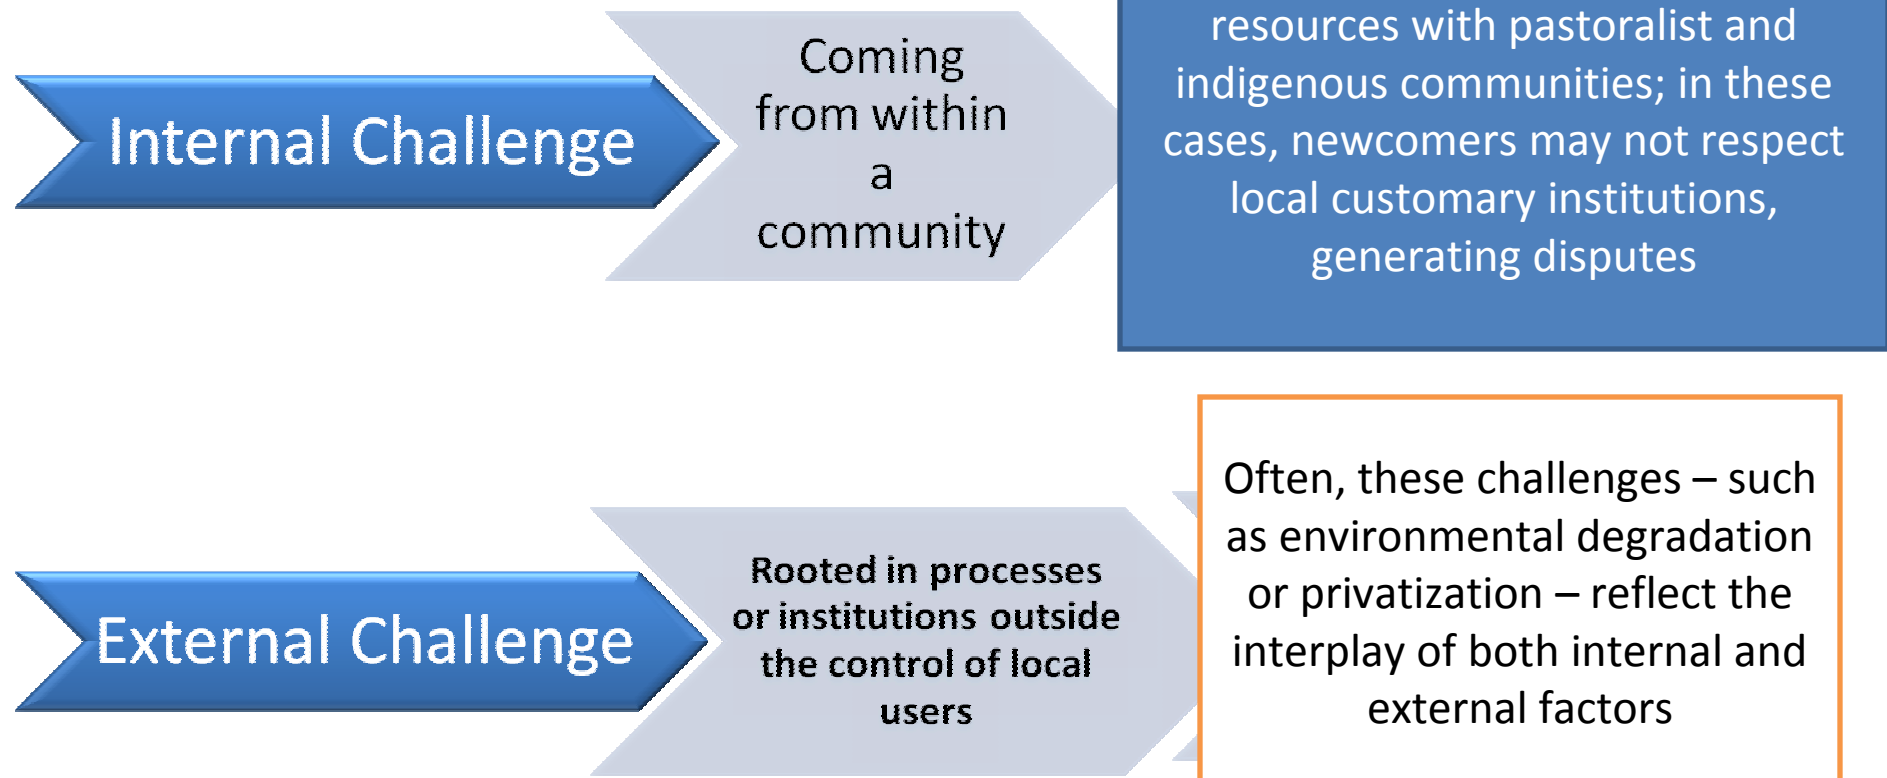 Internal Challenge
Coming
from within
a
community
resources with pastoralist and
indigenous communities; in these
cases, newcomers may not respect
local customary institutions,
generating disputes
External Challenge
Rooted in processes
or institutions outside
the control of local
users
Often, these challenges – such
as environmental degradation
or privatization – reflect the
interplay of both internal and
external factors